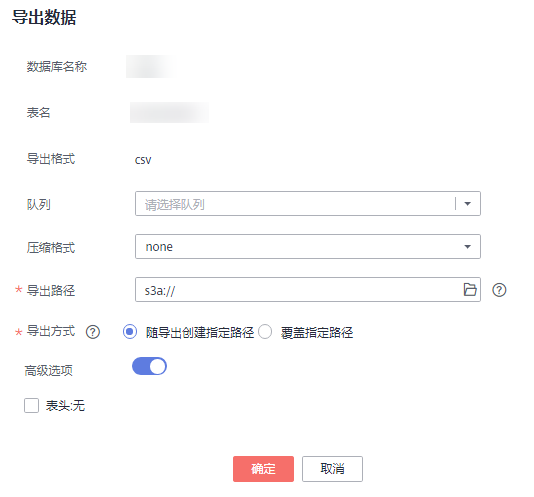 导出数据
数据库名称
表名
导出格式 csv
队列 请选择队列
压缩格式 none
* 导出路径 s3a:// ?
* 导出方式 ? 随导出创建指定路径 覆盖指定路径
高级选项
表头:无
确定 取消